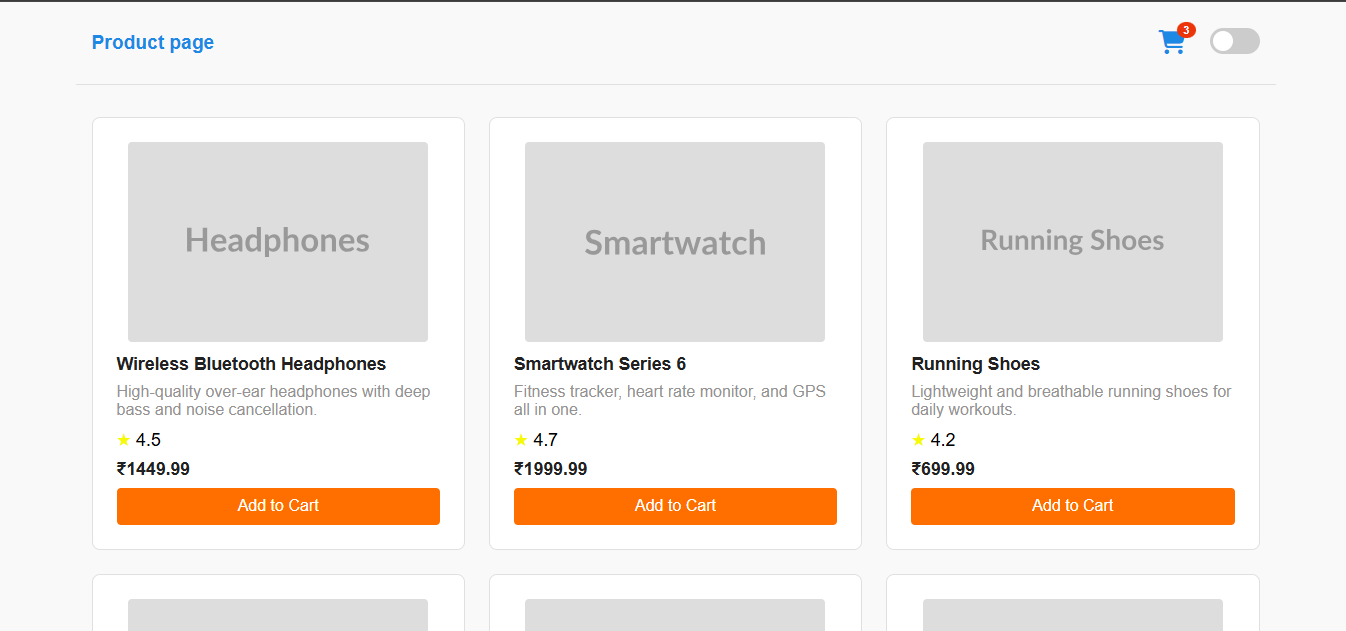 Product page
3
Headphones
Smartwatch
Running Shoes
Wireless Bluetooth Headphones
High-quality over-ear headphones with deep
bass and noise cancellation.
★ 4.5
₹1449.99
Add to Cart
Smartwatch Series 6
Fitness tracker, heart rate monitor, and GPS
all in one.
★ 4.7
₹1999.99
Add to Cart
Running Shoes
Lightweight and breathable running shoes for
daily workouts.
★ 4.2
₹699.99
Add to Cart